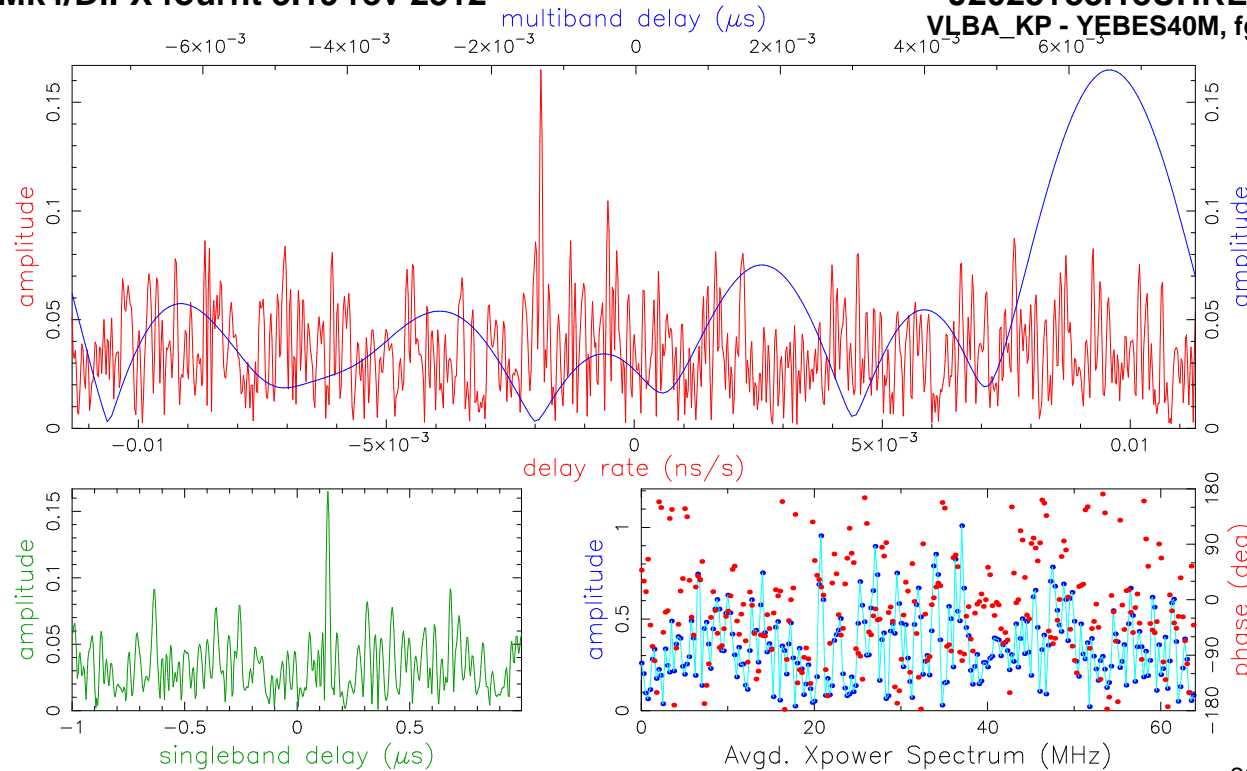 multiband delay (μs)
VLBA_KP - YEBES40M, f
−6×10⁻³ −4×10⁻³ −2×10⁻³ 0 2×10⁻³ 4×10⁻³ 6×10⁻³
amplitude
0 0.05 0.1 0.15
0 0.05 0.1 0.15
amplitude
−0.01 −5×10⁻³ 0 5×10⁻³ 0.01
delay rate (ns/s)
amplitude
0 0.05 0.1 0.15
−1 −0.5 0 0.5
singleband delay (μs)
amplitude
0 0.5 1
−180 −90 0 90 180
phase (deg)
0 20 40 60
Avgd. Xpower Spectrum (MHz)